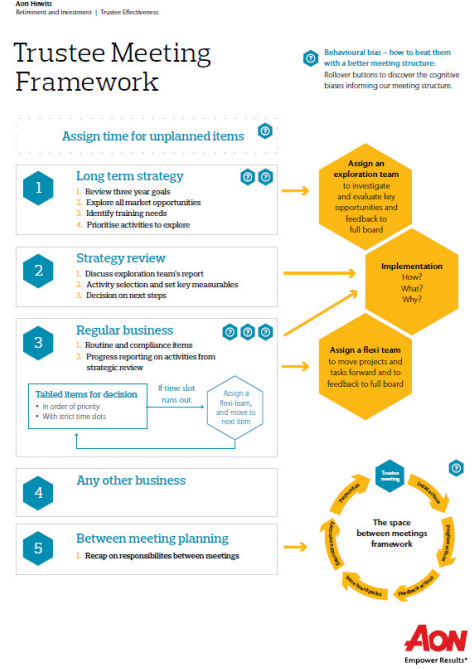 Aon Hewitt
Retirement and Investment | Trustee Effectiveness
Trustee Meeting
Framework
Behavioural bias – how to beat them
with a better meeting structure:
Rollover buttons to discover the cognitive
biases informing our meeting structure.
Assign time for unplanned items
1
Long term strategy
1. Review three year goals
2. Explore all market opportunities
3. Identify training needs
4. Prioritise activities to explore
Assign an
exploration team
to investigate
and evaluate key
opportunities and
feedback to
full board
2
Strategy review
1. Discuss exploration team's report
2. Activity selection and set key measurables
3. Decision on next steps
Implementation
How?
What?
Why?
3
Regular business
1. Routine and compliance items
2. Progress reporting on activities from
strategic review
Tabled items for decision
• In order of priority
• With strict time slots
If time slot
runs out
Assign a
flexi-team,
and move to
next item
Assign a flexi team
to move projects and
tasks forward and to
feedback to full board
4
Any other business
5
Between meeting planning
1. Recap on responsibilites between meetings
Trustee
meeting
The space
between meetings
framework
AON
Empower Results®